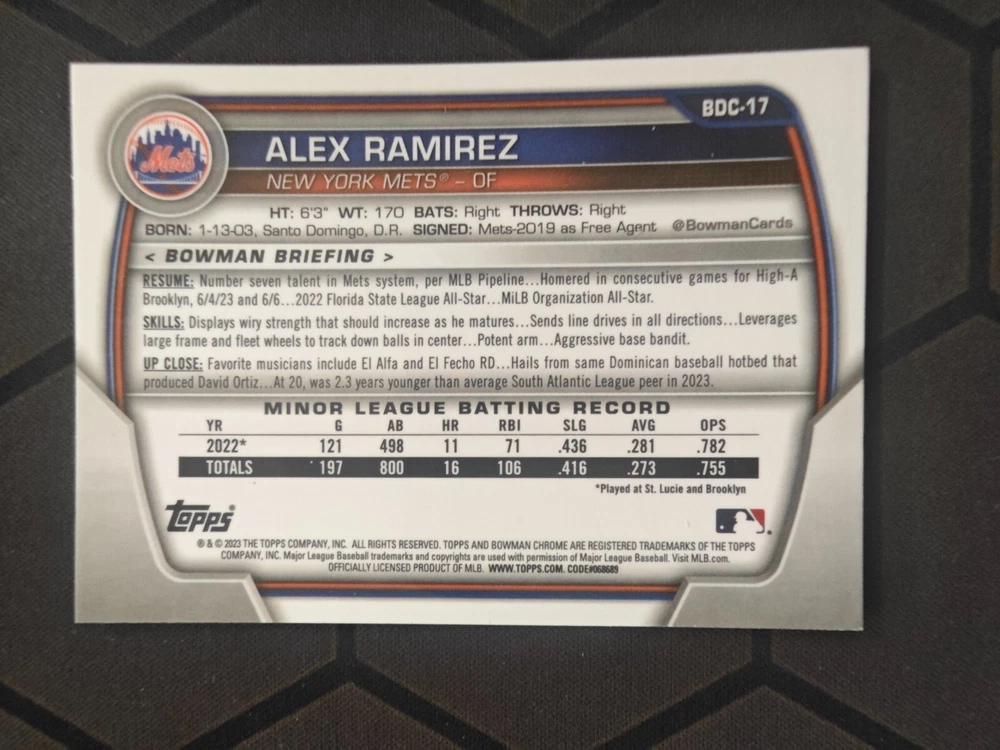 BDC-17
Mets
ALEX RAMIREZ
NEW YORK METS® - OF
HT: 6'3" WT: 170 BATS: Right THROWS: Right
BORN: 1-13-03, Santo Domingo, D.R. SIGNED: Mets-2019 as Free Agent @BowmanCards
< BOWMAN BRIEFING >
RESUME: Number seven talent in Mets system, per MLB Pipeline...Homered in consecutive games for High-A
Brooklyn, 6/4/23 and 6/6...2022 Florida State League All-Star...MiLB Organization All-Star.
SKILLS: Displays wiry strength that should increase as he matures...Sends line drives in all directions...Leverages
large frame and fleet wheels to track down balls in center...Potent arm...Aggressive base bandit.
UP CLOSE: Favorite musicians include El Alfa and El Fecho RD...Hails from same Dominican baseball hotbed that
produced David Ortiz...At 20, was 2.3 years younger than average South Atlantic League peer in 2023.
MINOR LEAGUE BATTING RECORD
YR G AB HR RBI SLG AVG OPS
2022* 121 498 11 71 .436 .281 .782
TOTALS 197 800 16 106 .416 .273 .755
*Played at St. Lucie and Brooklyn
Topps®
® & © 2023 THE TOPPS COMPANY, INC. ALL RIGHTS RESERVED. TOPPS AND BOWMAN CHROME ARE REGISTERED TRADEMARKS OF THE TOPPS
COMPANY, INC. Major League Baseball trademarks and copyrights are used with permission of Major League Baseball. Visit MLB.com.
OFFICIALLY LICENSED PRODUCT OF MLB. WWW.TOPPS.COM. CODE#068689